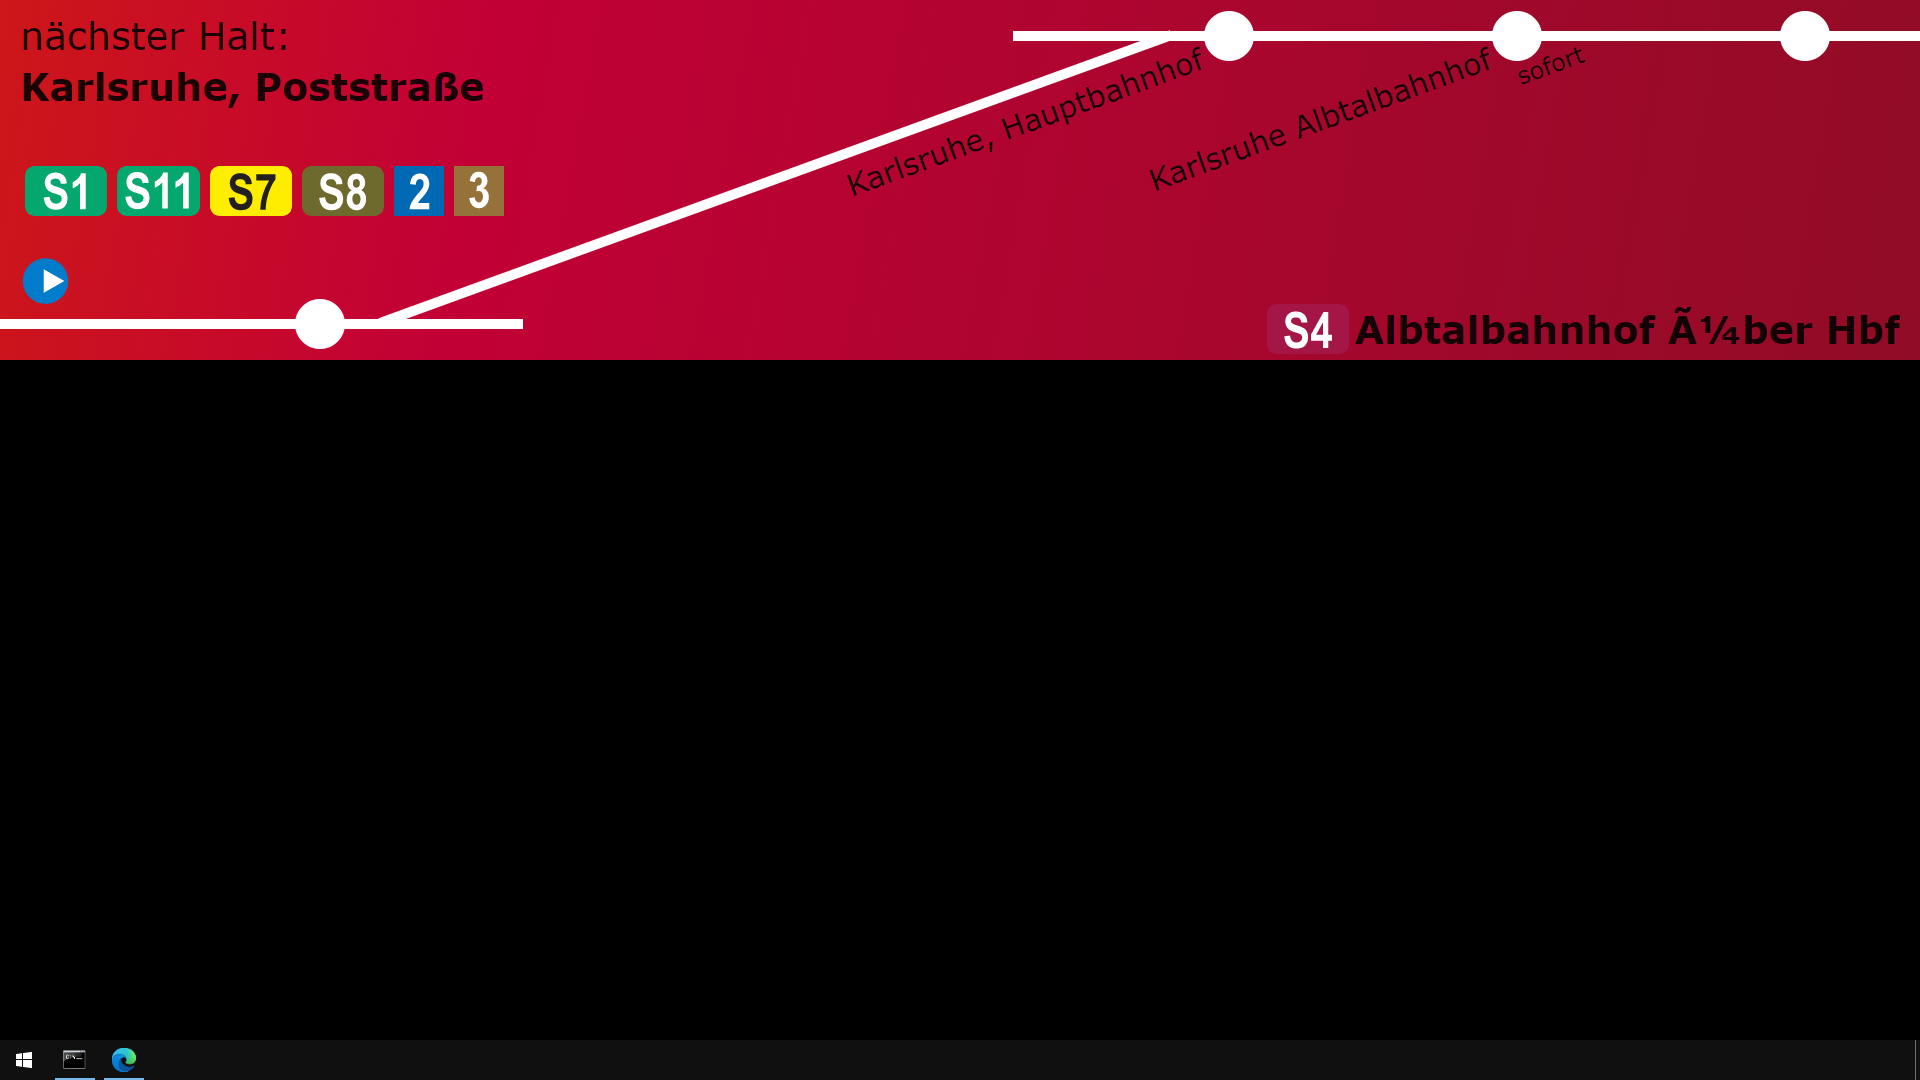 nächster Halt:
Karlsruhe, Poststraße
S1 S11 S7 S8 2 3
Karlsruhe, Hauptbahnhof
Karlsruhe Albtalbahnhof
sofort
S4 Albtalbahnhof Ã¼ber Hbf